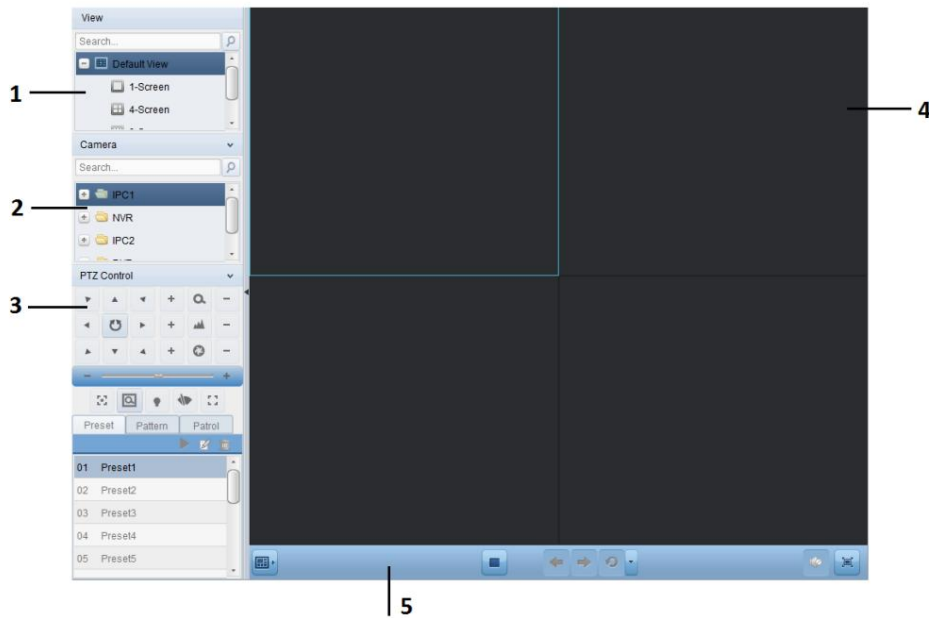 View
Search...
Default View
1-Screen
4-Screen
1
Camera
Search...
IPC1
NVR
IPC2
2
PTZ Control
3
4
Preset Pattern Patrol
01 Preset1
02 Preset2
03 Preset3
04 Preset4
05 Preset5
5